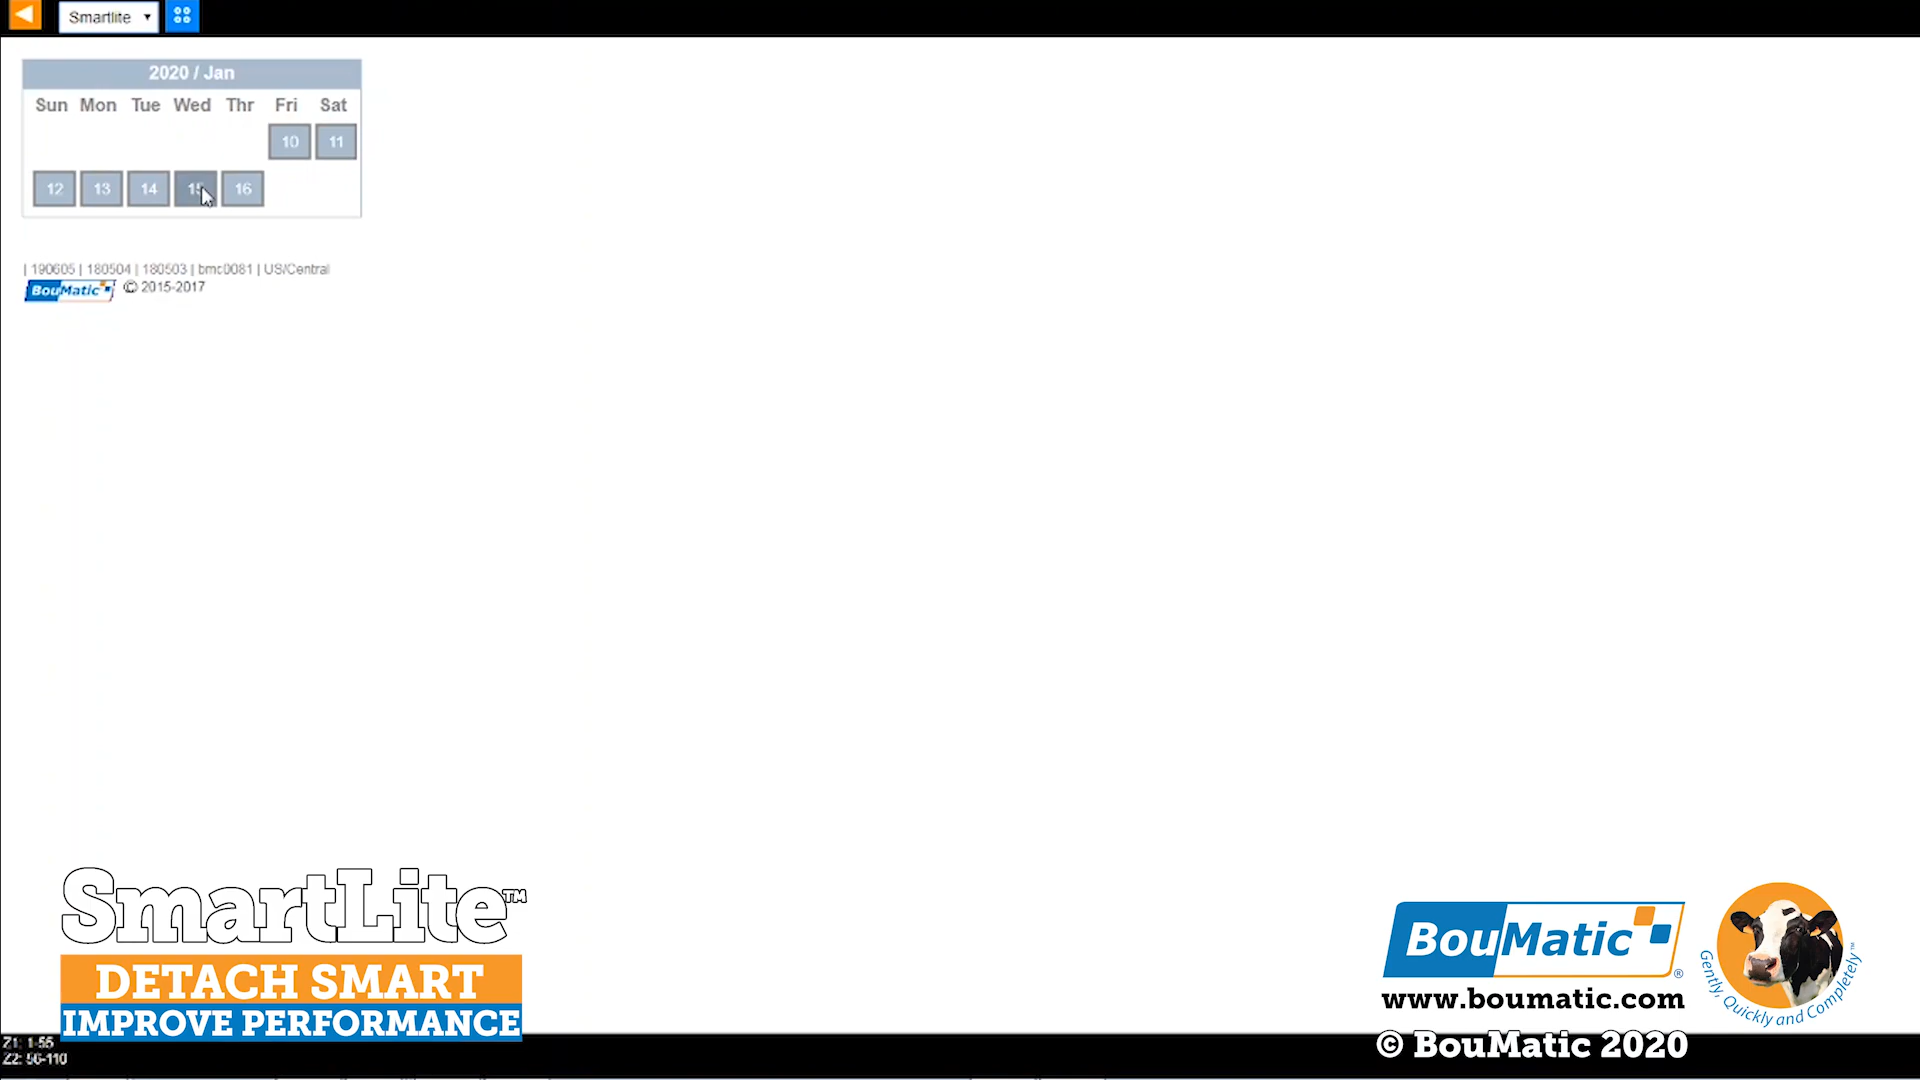 Smartlite
2020 / Jan
Sun Mon Tue Wed Thr Fri Sat
10 11
12 13 14 15 16
| 190605 | 180504 | 180503 | bmc0081 | US/Central
BouMatic © 2015-2017
SmartLite™
DETACH SMART
IMPROVE PERFORMANCE
BouMatic®
www.boumatic.com
Gently, Quickly and Completely™
© BouMatic 2020
Z1: 1-55
Z2: 56-110